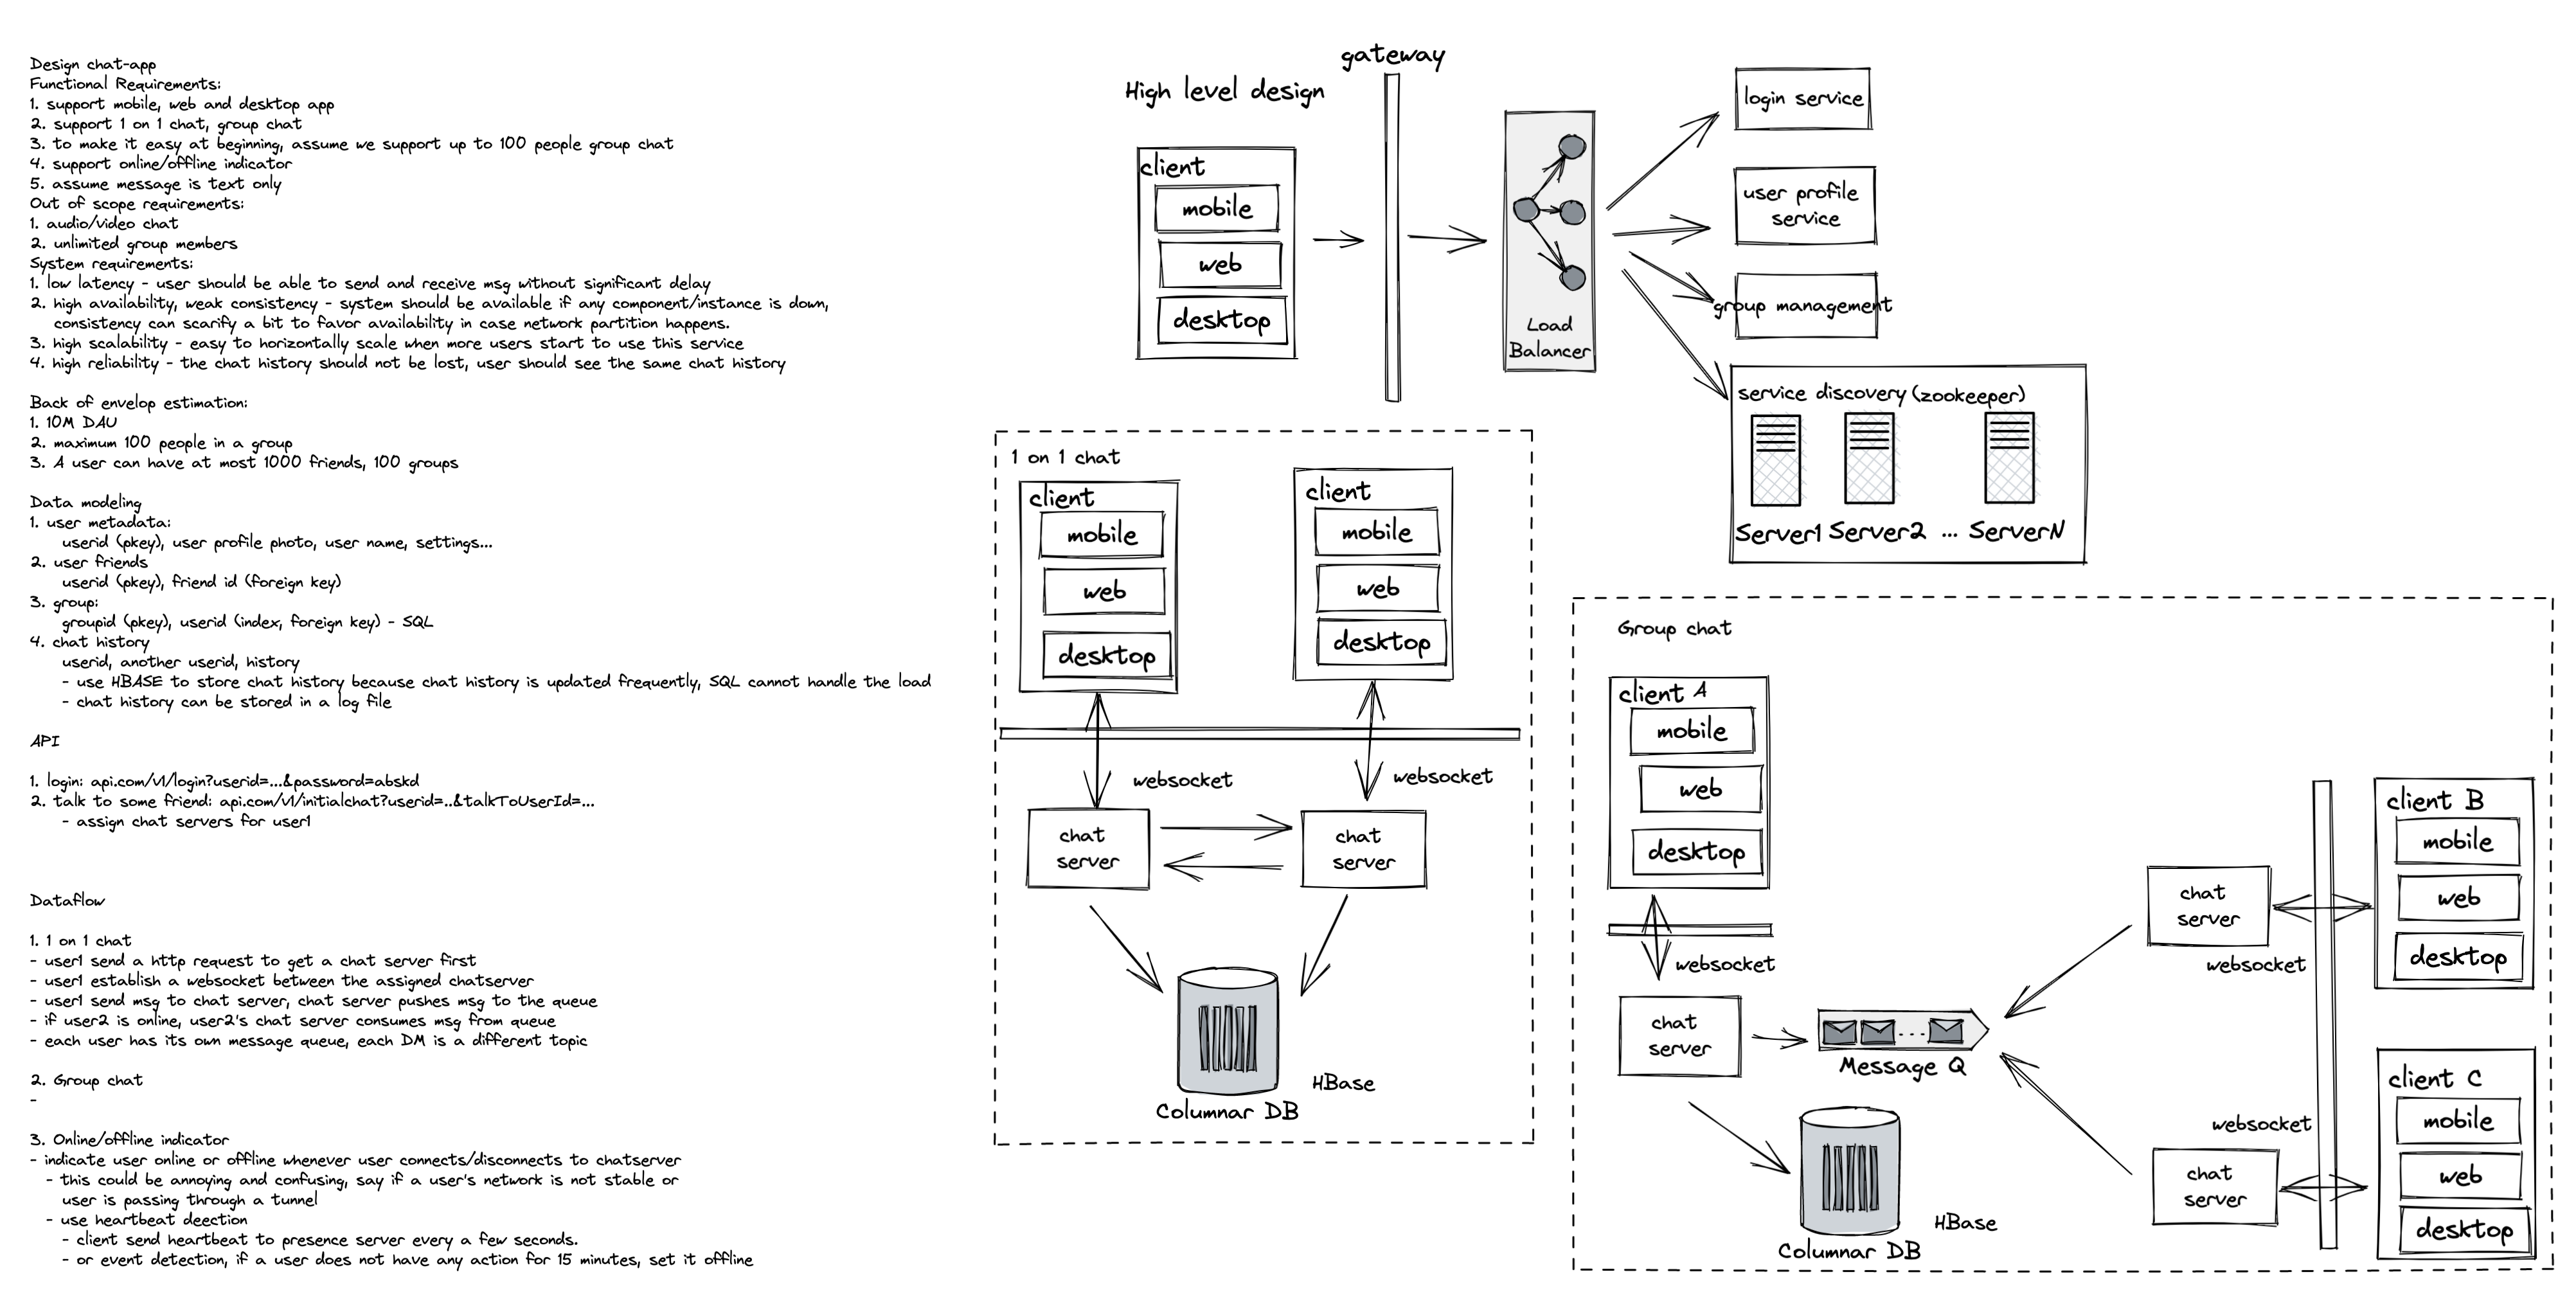 Design chat-app
Functional Requirements:
1. support mobile, web and desktop app
2. support 1 on 1 chat, group chat
3. to make it easy at beginning, assume we support up to 100 people group chat
4. support online/offline indicator
5. assume message is text only
Out of scope requirements:
1. audio/video chat
2. unlimited group members
System requirements:
1. low latency - user should be able to send and receive msg without significant delay
2. high availability, weak consistency - system should be available if any component/instance is down,
consistency can scarify a bit to favor availability in case network partition happens.
3. high scalability - easy to horizontally scale when more users start to use this service
4. high reliability - the chat history should not be lost, user should see the same chat history
Back of envelop estimation:
1. 10M DAU
2. maximum 100 people in a group
3. A user can have at most 1000 friends, 100 groups
Data modeling
1. user metadata:
userid (pkey), user profile photo, user name, settings...
2. user friends
userid (pkey), friend id (foreign key)
3. group:
groupid (pkey), userid (index, foreign key) - SQL
4. chat history
userid, another userid, history
- use HBASE to store chat history because chat history is updated frequently, SQL cannot handle the load
- chat history can be stored in a log file
API
1. login: api.com/v1/login?userid=...&password=abskd
2. talk to some friend: api.com/v1/initialchat?userid=..&talkToUserId=...
- assign chat servers for user1
Dataflow
1. 1 on 1 chat
- user1 send a http request to get a chat server first
- user1 establish a websocket between the assigned chatserver
- user1 send msg to chat server, chat server pushes msg to the queue
- if user2 is online, user2's chat server consumes msg from queue
- each user has its own message queue, each DM is a different topic
2. Group chat
-
3. Online/offline indicator
- indicate user online or offline whenever user connects/disconnects to chatserver
- this could be annoying and confusing, say if a user's network is not stable or
user is passing through a tunnel
- use heartbeat deection
- client send heartbeat to presence server every a few seconds.
- or event detection, if a user does not have any action for 15 minutes, set it offline
High level design
gateway
client
mobile
web
desktop
Load
Balancer
login service
user profile
service
group management
service discovery (zookeeper)
Server1 Server2 ... ServerN
1 on 1 chat
client
mobile
web
desktop
client
mobile
web
desktop
websocket
websocket
chat
server
chat
server
HBase
Columnar DB
Group chat
client A
mobile
web
desktop
websocket
chat
server
...
Message Q
HBase
Columnar DB
chat
server
websocket
client B
mobile
web
desktop
websocket
chat
server
client C
mobile
web
desktop